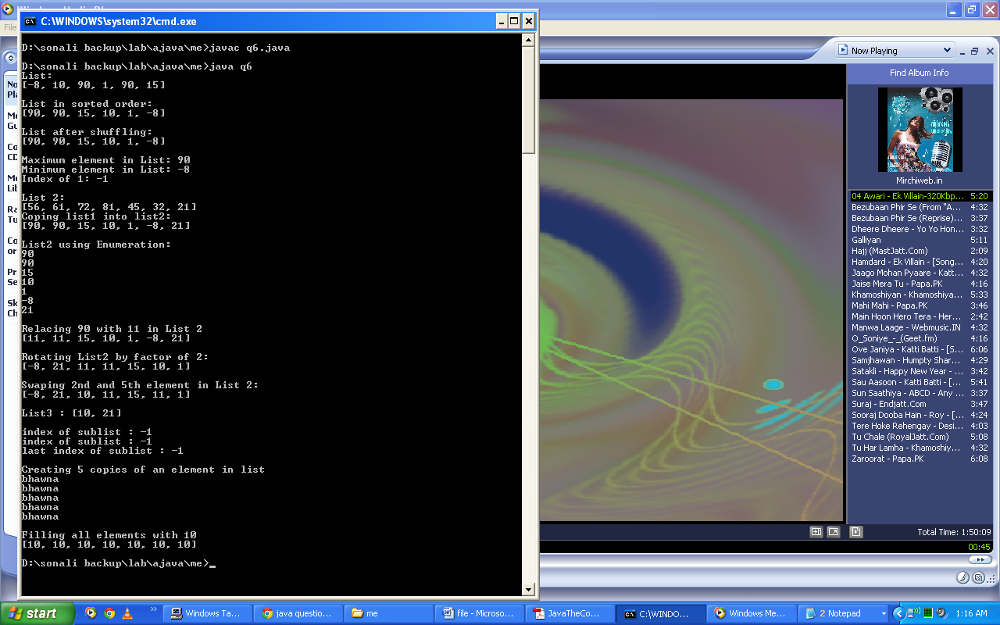 C:\WINDOWS\system32\cmd.exe
D:\sonali backup\lab\ajava\me>javac q6.java
D:\sonali backup\lab\ajava\me>java q6
List:
[-8, 10, 90, 1, 90, 15]
List in sorted order:
[90, 90, 15, 10, 1, -8]
List after shuffling:
[90, 90, 15, 10, 1, -8]
Maximum element in List: 90
Minimum element in List: -8
Index of 1: -1
List 2:
[56, 61, 72, 81, 45, 32, 21]
Coping list1 into list2:
[90, 90, 15, 10, 1, -8, 21]
List2 using Enumeration:
90
90
15
10
1
-8
21
Relacing 90 with 11 in List 2
[11, 11, 15, 10, 1, -8, 21]
Rotating List2 by factor of 2:
[-8, 21, 11, 11, 15, 10, 1]
Swaping 2nd and 5th element in List 2:
[-8, 21, 10, 11, 15, 11, 1]
List3 : [10, 21]
index of sublist : -1
index of sublist : -1
last index of sublist : -1
Creating 5 copies of an element in list
bhawna
bhawna
bhawna
bhawna
bhawna
Filling all elements with 10
[10, 10, 10, 10, 10, 10, 10]
D:\sonali backup\lab\ajava\me>_
File
No
Pla
Me
Gu
Co
CD
Me
Lib
Ra
Tu
Co
or
Pr
Se
Sk
Ch
Now Playing
Find Album Info
Mirchiweb.in
04 Awari - Ek Villain-320Kbp... 5:20
Bezubaan Phir Se (From "A... 4:32
Bezubaan Phir Se (Reprise)... 3:37
Dheere Dheere - Yo Yo Hon... 3:32
Galliyan 5:11
Hajj (MastJatt.Com) 2:09
Hamdard - Ek Villain - [Song... 4:20
Jaago Mohan Pyaare - Katt... 4:32
Jaise Mera Tu - Papa.PK 4:16
Khamoshiyan - Khamoshiya... 5:33
Mahi Mahi - Papa.PK 3:46
Main Hoon Hero Tera - Her... 2:42
Manwa Laage - Webmusic.IN 4:32
O_Soniye_-_(Geet.fm) 4:16
Ove Janiya - Katti Batti - [S... 6:06
Samjhawan - Humpty Shar... 4:29
Satakli - Happy New Year - ... 3:42
Sau Aasoon - Katti Batti - [... 5:41
Sun Saathiya - ABCD - Any ... 3:37
Suraj - Endjatt.Com 3:47
Sooraj Dooba Hain - Roy - [... 4:24
Tere Hoke Rehengay - Desi... 4:03
Tu Chale (RoyalJatt.Com) 5:08
Tu Har Lamha - Khamoshiy... 4:32
Zaroorat - Papa.PK 6:08
Total Time: 1:50:09
00:45
start
Windows Ta...
java questio...
me
file - Microso...
JavaTheCo...
C:\WINDO...
Windows Me...
2 Notepad
1:16 AM